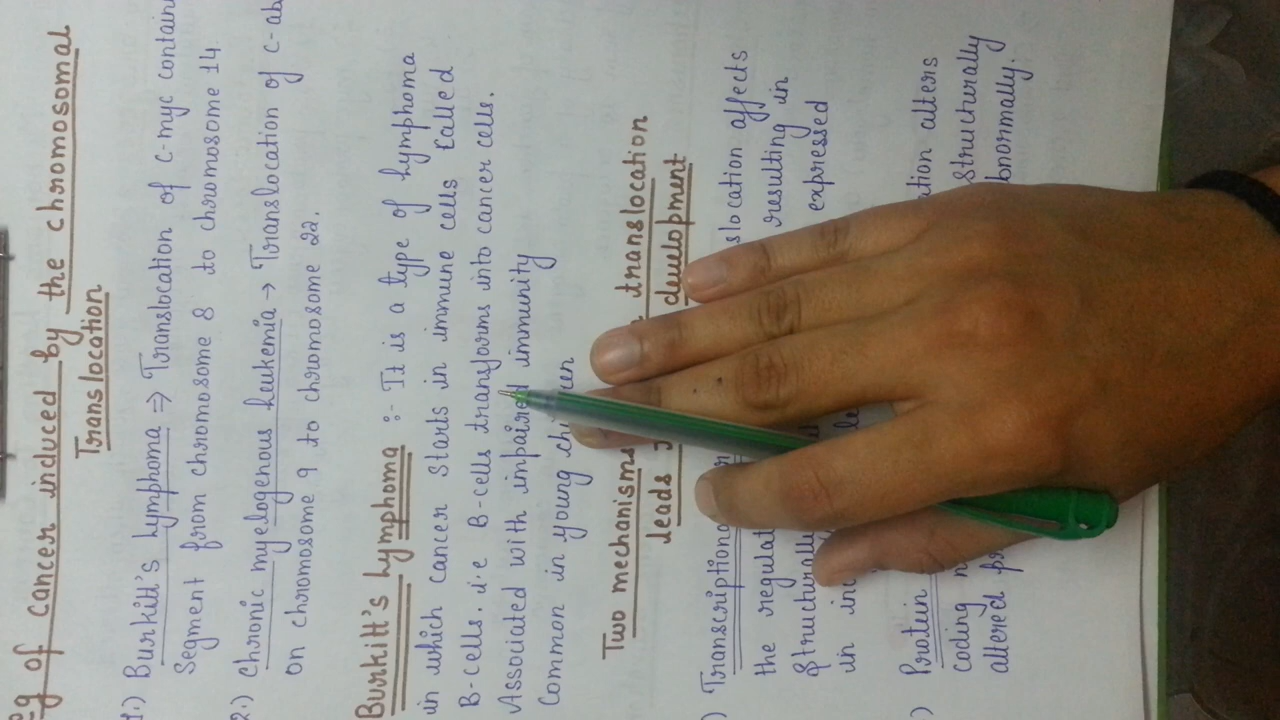 eg of cancer induced by the chromosomal
Translocation
1.) Burkitt's lymphoma ⇒ Translocation of c-myc contain
Segment from chromosome 8 to chromosome 14
2.) Chronic myelogenous leukemia → Translocation of c-ab
on chromosome 9 to chromosome 22.
Burkitt's lymphoma :- It is a type of lymphoma
in which cancer starts in immune cells called
B-cells. i.e B-cells transforms into cancer cells.
Associated with impaired immunity
Common in young
Two mechanisms translocation
leads development
) Transcriptional slocation affects
the regulat resulting in
structurally expressed
in
) Protein ation alters
coding structurally
altered bnormally.